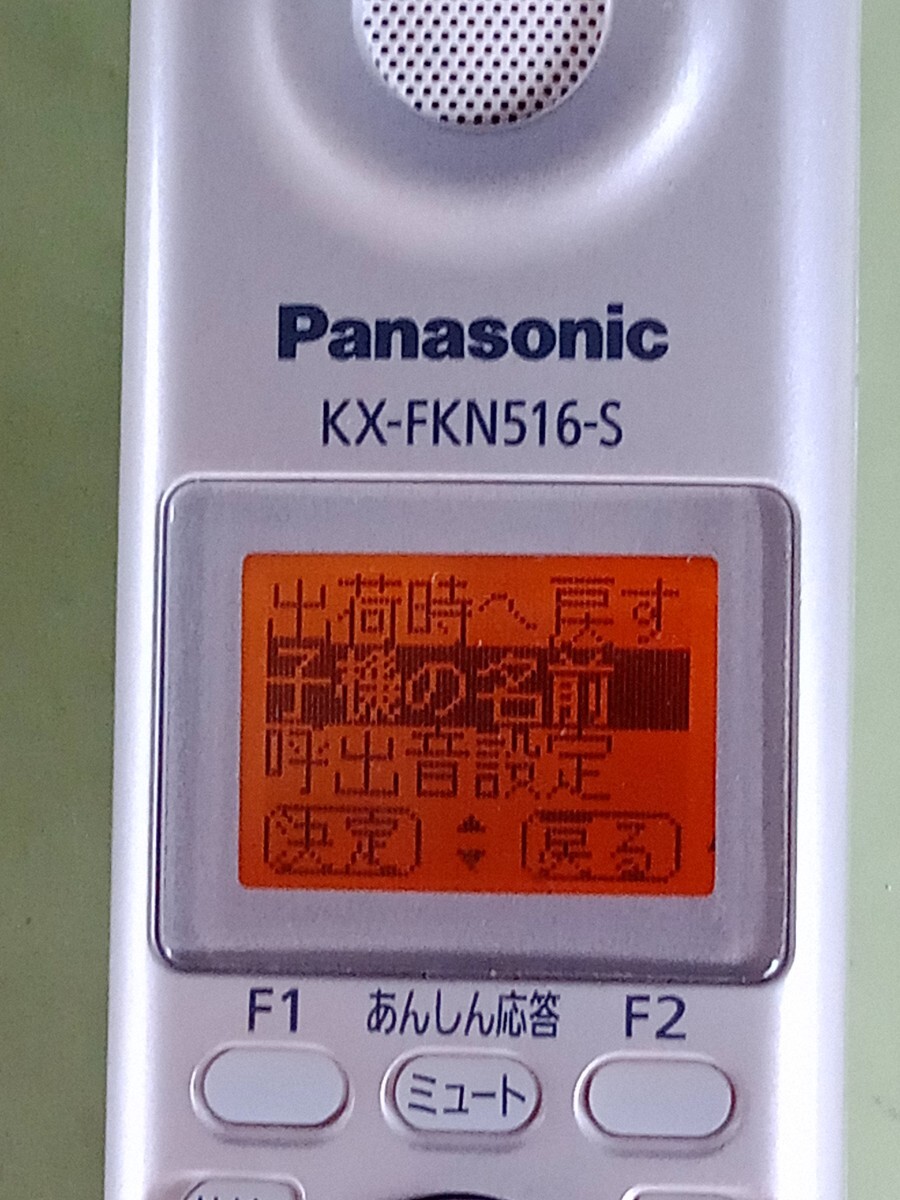 Panasonic
KX-FKN516-S
出荷時へ戻す
子機の名前
呼出音設定
決定 戻る
F1 あんしん応答 F2
ミュート